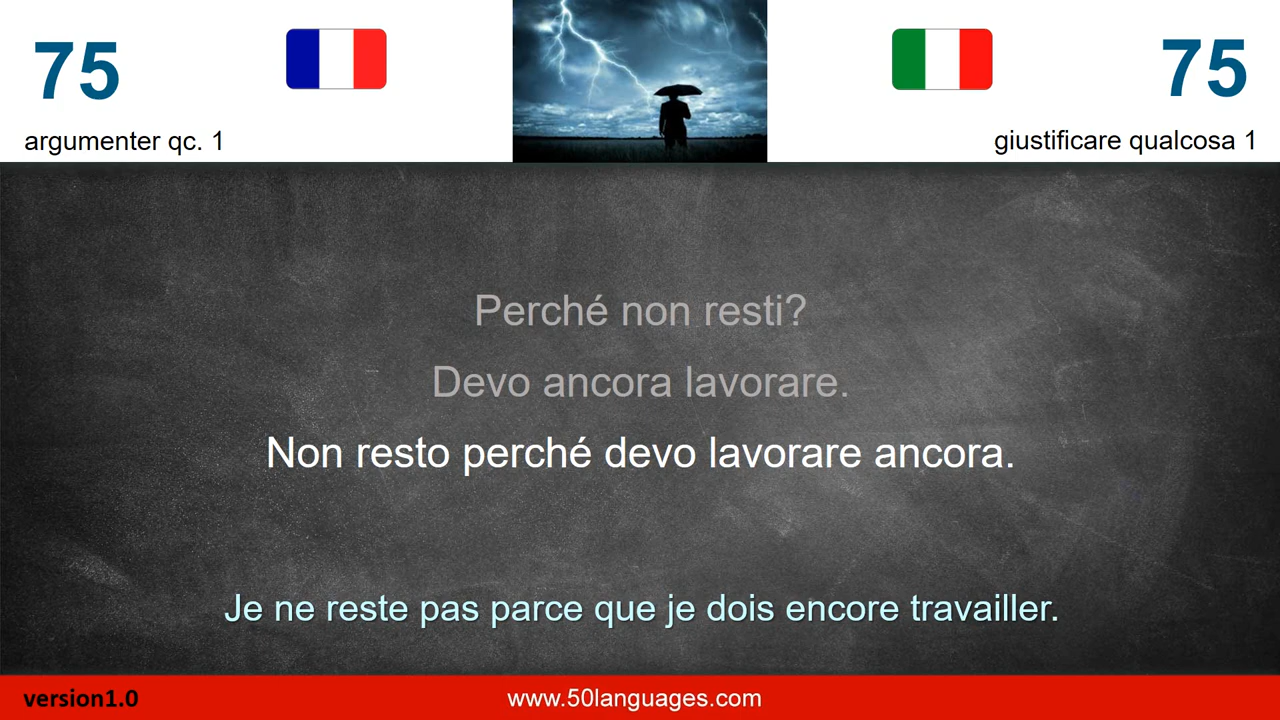 75
75
argumenter qc. 1
giustificare qualcosa 1
Perché non resti?
Devo ancora lavorare.
Non resto perché devo lavorare ancora.
Je ne reste pas parce que je dois encore travailler.
version1.0
www.50languages.com